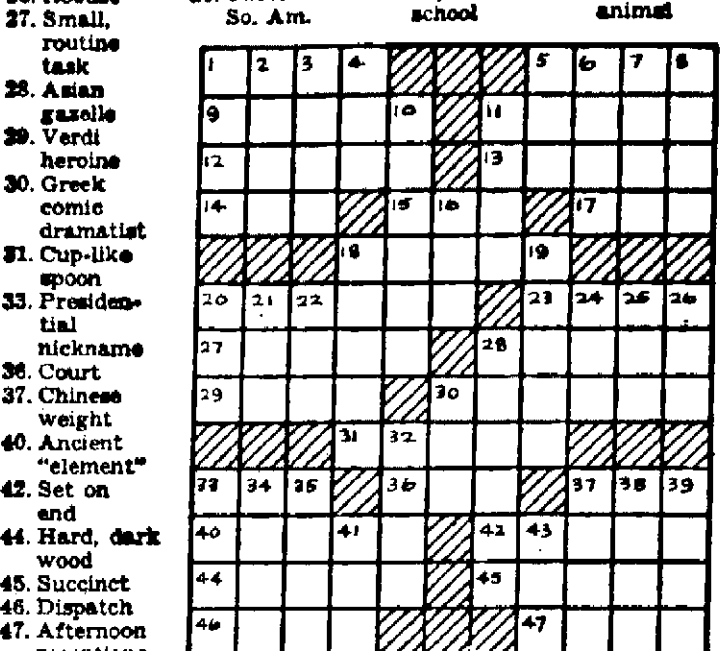 27. Small,
routine
task
28. Asian
gazelle
29. Verdi
heroine
30. Greek
comic
dramatist
31. Cup-like
spoon
33. Presiden-
tial
nickname
36. Court
37. Chinese
weight
40. Ancient
"element"
42. Set on
end
44. Hard, dark
wood
45. Succinct
46. Dispatch
47. Afternoon
So. Am.
school
animal
1 2 3 4 5 6 7 8
9 10 11
12 13
14 15 16 17
18 19
20 21 22 23 24 25 26
27 28
29 30
31 32
33 34 35 36 37 38 39
40 41 42 43
44 45
46 47